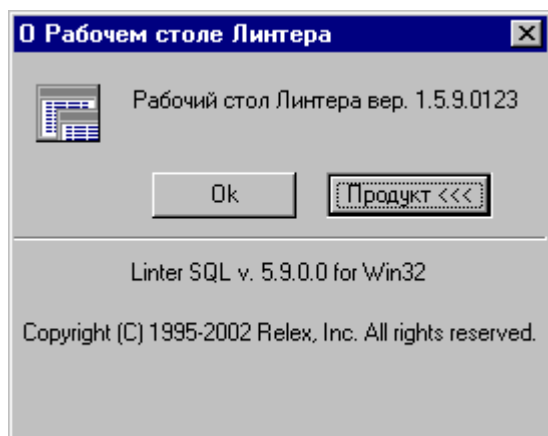 О Рабочем столе Линтера
Рабочий стол Линтера вер. 1.5.9.0123
Ok
Продукт <<<
Linter SQL v. 5.9.0.0 for Win32
Copyright (C) 1995-2002 Relex, Inc. All rights reserved.